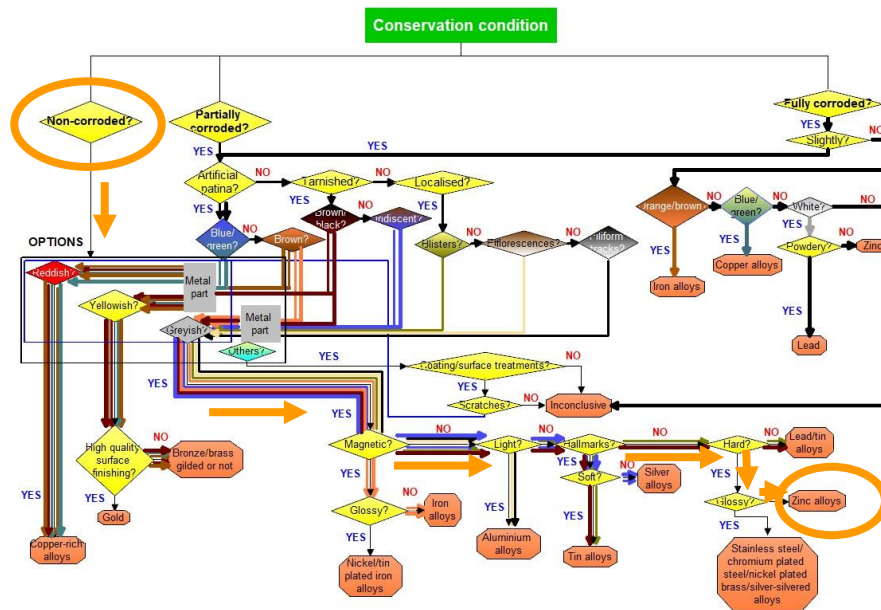 Conservation condition
Non-corroded?
Partially
corroded?
Fully corroded?
YES
YES
YES
Slightly?
NO
Artificial
patina?
NO
Tarnished?
NO
Localised?
YES
YES
YES
Orange/brown?
NO
Blue/
green?
NO
White?
NO
Blue/
green?
NO
Brown?
Brown/
black?
NO
Iridiscent?
Blisters?
NO
Efflorescences?
NO
Filiform
cracks?
YES
YES
Powdery?
NO
Zinc
OPTIONS
Reddish?
Metal
part
Iron alloys
Copper alloys
Yellowish?
Greyish?
Metal
part
YES
Lead
Others?
YES
Coating/surface treatments?
NO
YES
YES
YES
Scratches?
NO
Inconclusive
High quality
surface
finishing?
NO
Bronze/brass
gilded or not
YES
Magnetic?
NO
Light?
NO
Hallmarks?
NO
Hard?
NO
Lead/tin
alloys
YES
YES
YES
YES
Soft?
NO
Silver
alloys
YES
YES
Gold
Glossy?
NO
Iron
alloys
YES
YES
Glossy?
Zinc alloys
YES
Copper-rich
alloys
Nickel/tin
plated iron
alloys
Aluminium
alloys
Tin alloys
Stainless steel/
chromium plated
steel/nickel plated
brass/silver-silvered
alloys